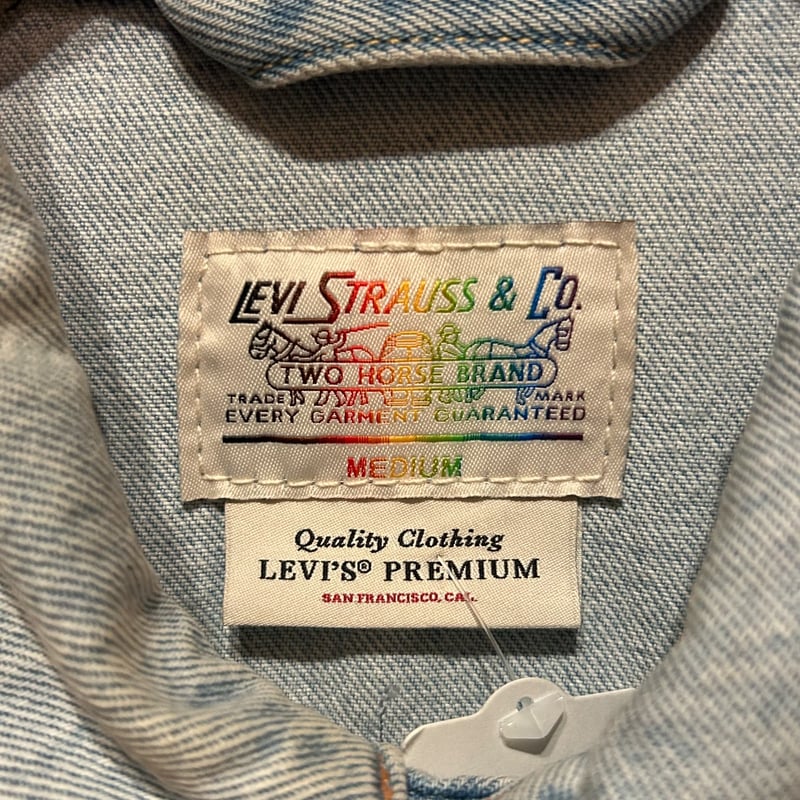 LEVI STRAUSS & CO.
TWO HORSE BRAND
TRADE MARK
EVERY GARMENT GUARANTEED
MEDIUM
Quality Clothing
LEVI'S® PREMIUM
SAN FRANCISCO, CAL.